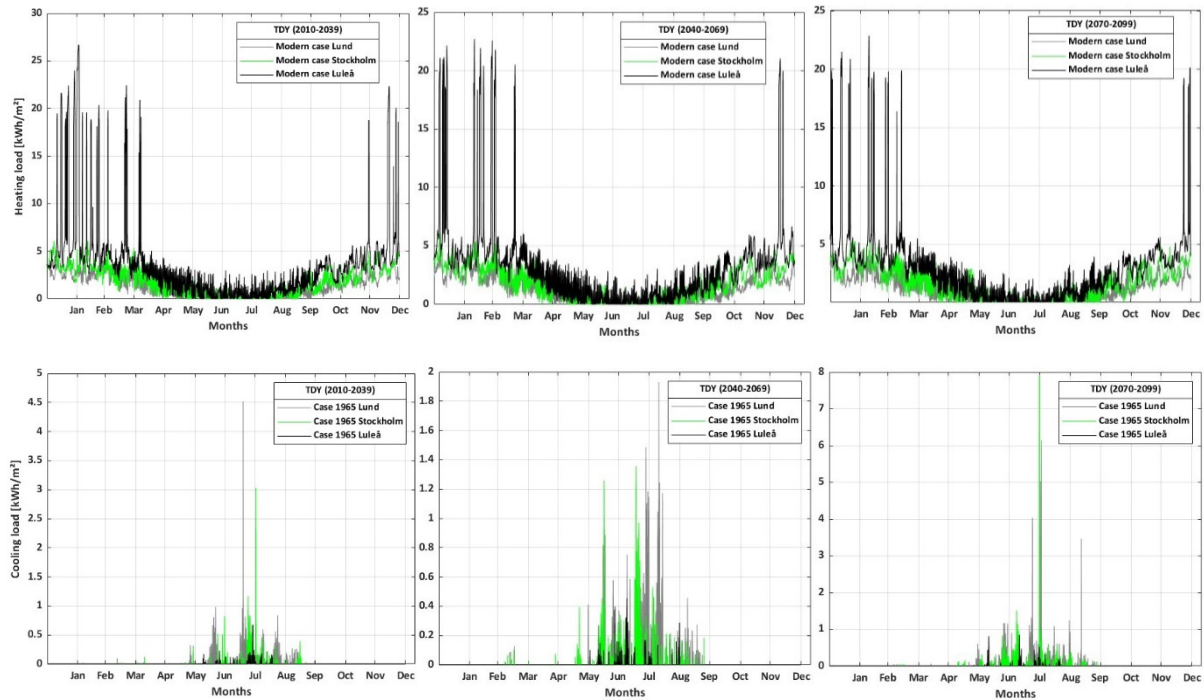 TDY (2010-2039)
Modern case Lund
Modern case Stockholm
Modern case Luleå
Heating load [kWh/m²]
30
25
20
15
10
5
0
Jan Feb Mar Apr May Jun Jul Aug Sep Oct Nov Dec
Months
TDY (2040-2069)
Modern case Lund
Modern case Stockholm
Modern case Luleå
25
20
15
10
5
0
Jan Feb Mar Apr May Jun Jul Aug Sep Oct Nov Dec
Months
TDY (2070-2099)
Modern case Lund
Modern case Stockholm
Modern case Luleå
25
20
15
10
5
Jan Feb Mar Apr May Jun Jul Aug Sep Oct Nov Dec
Months
TDY (2010-2039)
Case 1965 Lund
Case 1965 Stockholm
Case 1965 Luleå
Cooling load [kWh/m²]
5
4.5
4
3.5
3
2.5
2
1.5
1
0.5
0
Jan Feb Mar Apr May Jun Jul Aug Sep Oct Nov Dec
Months
TDY (2040-2069)
Case 1965 Lund
Case 1965 Stockholm
Case 1965 Luleå
2
1.8
1.6
1.4
1.2
1
0.8
0.6
0.4
0.2
0
Jan Feb Mar Apr May Jun Jul Aug Sep Oct Nov Dec
Months
TDY (2070-2099)
Case 1965 Lund
Case 1965 Stockholm
Case 1965 Luleå
8
7
6
5
4
3
2
1
0
Jan Feb Mar Apr May Jun Jul Aug Sep Oct Nov Dec
Months